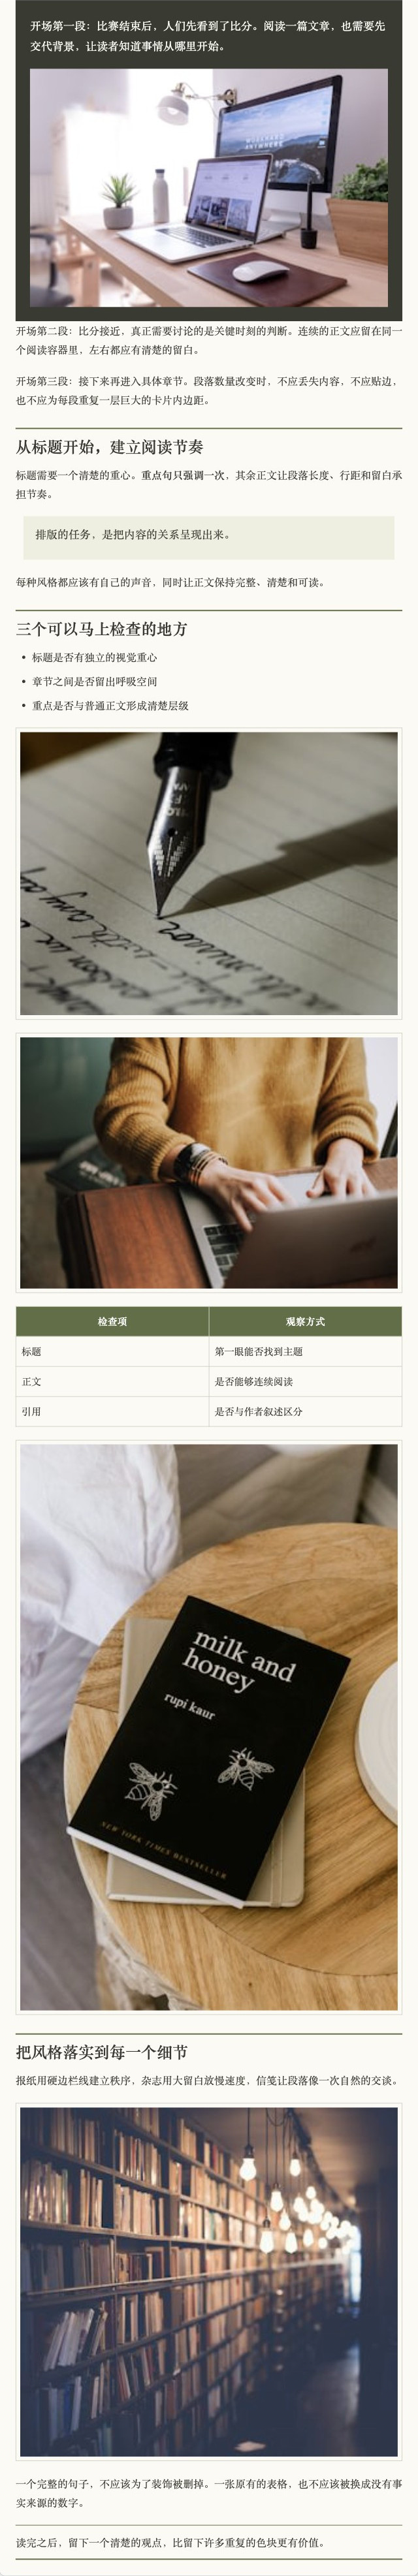 开场第一段：比赛结束后，人们先看到了比分。阅读一篇文章，也需要先
交代背景，让读者知道事情从哪里开始。
开场第二段：比分接近，真正需要讨论的是关键时刻的判断。连续的正文应留在同一
个阅读容器里，左右都应有清楚的留白。
开场第三段：接下来再进入具体章节。段落数量改变时，不应丢失内容，不应贴边，
也不应为每段重复一层巨大的卡片内边距。
从标题开始，建立阅读节奏
标题需要一个清楚的重心。重点句只强调一次，其余正文让段落长度、行距和留白承
担节奏。
排版的任务，是把内容的关系呈现出来。
每种风格都应该有自己的声音，同时让正文保持完整、清楚和可读。
三个可以马上检查的地方
• 标题是否有独立的视觉重心
• 章节之间是否留出呼吸空间
• 重点是否与普通正文形成清楚层级
检查项 观察方式
标题 第一眼能否找到主题
正文 是否能够连续阅读
引用 是否与作者叙述区分
milk and
honey
rupi kaur
NEW YORK TIMES BESTSELLER
把风格落实到每一个细节
报纸用硬边栏线建立秩序，杂志用大留白放慢速度，信笺让段落像一次自然的交谈。
一个完整的句子，不应该为了装饰被删掉。一张原有的表格，也不应该被换成没有事
实来源的数字。
读完之后，留下一个清楚的观点，比留下许多重复的色块更有价值。